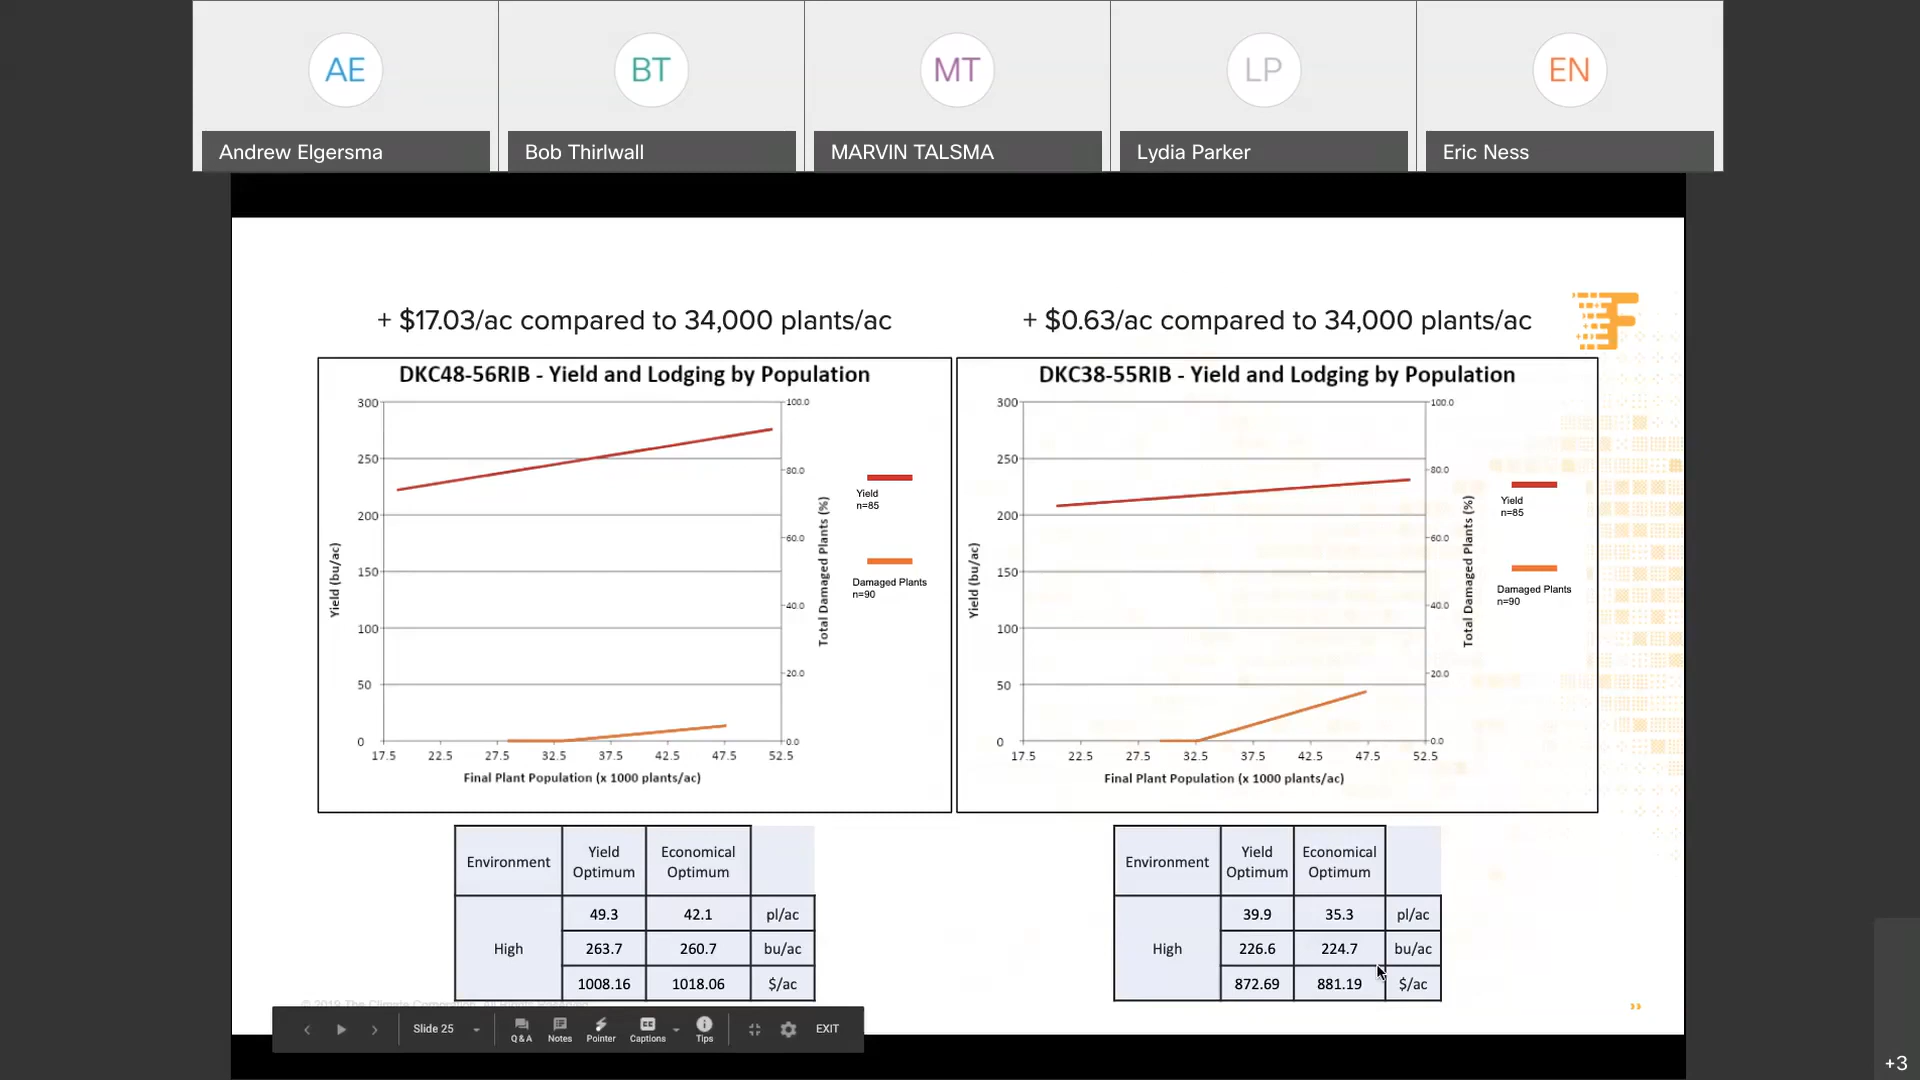 AE
BT
MT
LP
EN
Andrew Elgersma
Bob Thirlwall
MARVIN TALSMA
Lydia Parker
Eric Ness
+ $17.03/ac compared to 34,000 plants/ac
+ $0.63/ac compared to 34,000 plants/ac
DKC48-56RIB - Yield and Lodging by Population
300
250
200
150
100
50
0
Yield (bu/ac)
100.0
80.0
60.0
40.0
20.0
0.0
Total Damaged Plants (%)
17.5 22.5 27.5 32.5 37.5 42.5 47.5 52.5
Final Plant Population (x 1000 plants/ac)
Yield
n=85
Damaged Plants
n=90
DKC38-55RIB - Yield and Lodging by Population
300
250
200
150
100
50
0
Yield (bu/ac)
100.0
80.0
60.0
40.0
20.0
0.0
Total Damaged Plants (%)
17.5 22.5 27.5 32.5 37.5 42.5 47.5 52.5
Final Plant Population (x 1000 plants/ac)
Yield
n=85
Damaged Plants
n=90
Environment Yield Optimum Economical Optimum
High 49.3 42.1 pl/ac
263.7 260.7 bu/ac
1008.16 1018.06 $/ac
Environment Yield Optimum Economical Optimum
High 39.9 35.3 pl/ac
226.6 224.7 bu/ac
872.69 881.19 $/ac
© 2019 The Climate Corporation. All Rights Reserved.
Slide 25
Q & A
Notes
Pointer
Captions
Tips
EXIT
+3